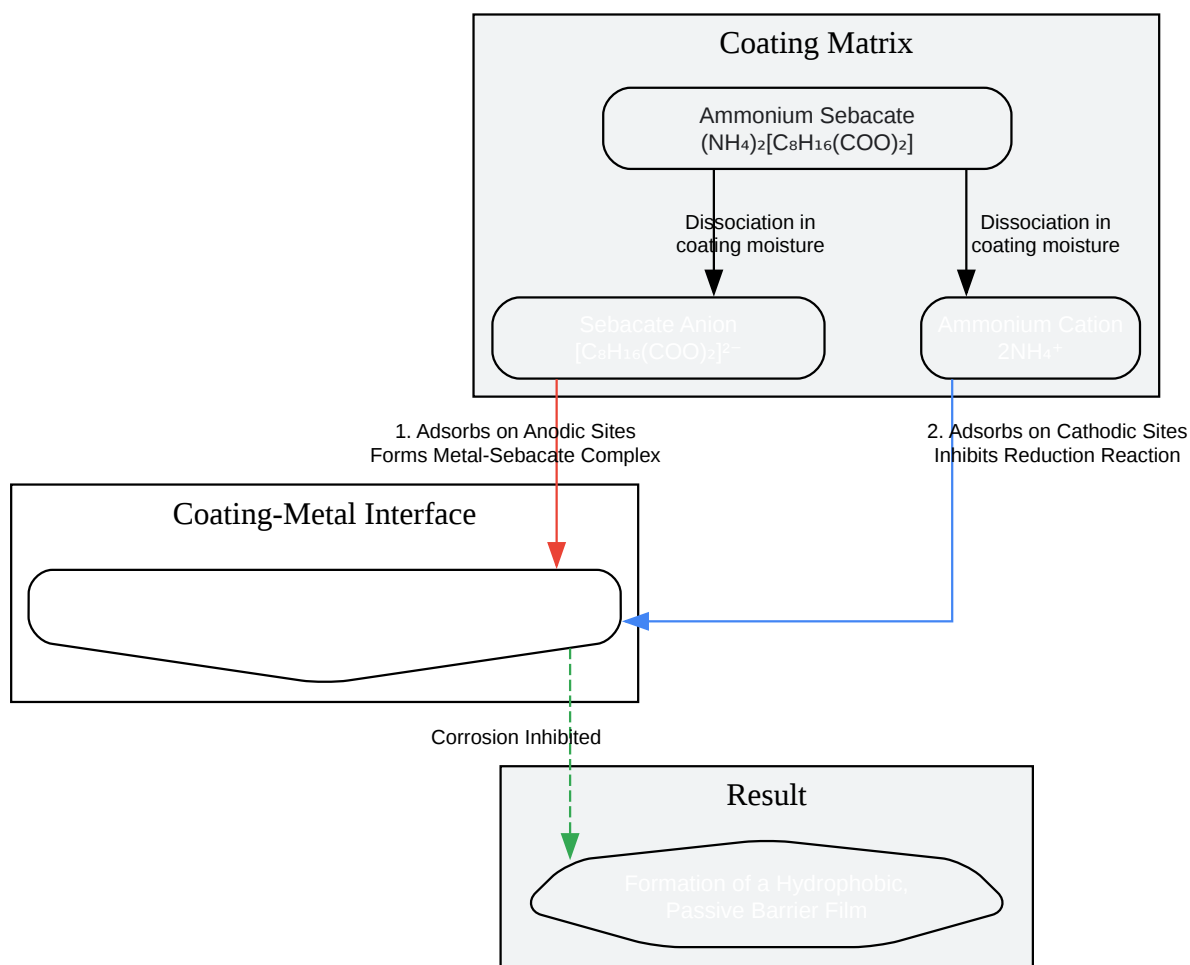 Coating Matrix
Ammonium Sebacate
(NH₄)₂[C₈H₁₆(COO)₂]
Dissociation in
coating moisture
Dissociation in
coating moisture
Sebacate Anion
[C₈H₁₆(COO)₂]²⁻
Ammonium Cation
2NH₄⁺
1. Adsorbs on Anodic Sites
Forms Metal-Sebacate Complex
2. Adsorbs on Cathodic Sites
Inhibits Reduction Reaction
Coating-Metal Interface
Corrosion Inhibited
Result
Formation of a Hydrophobic,
Passive Barrier Film